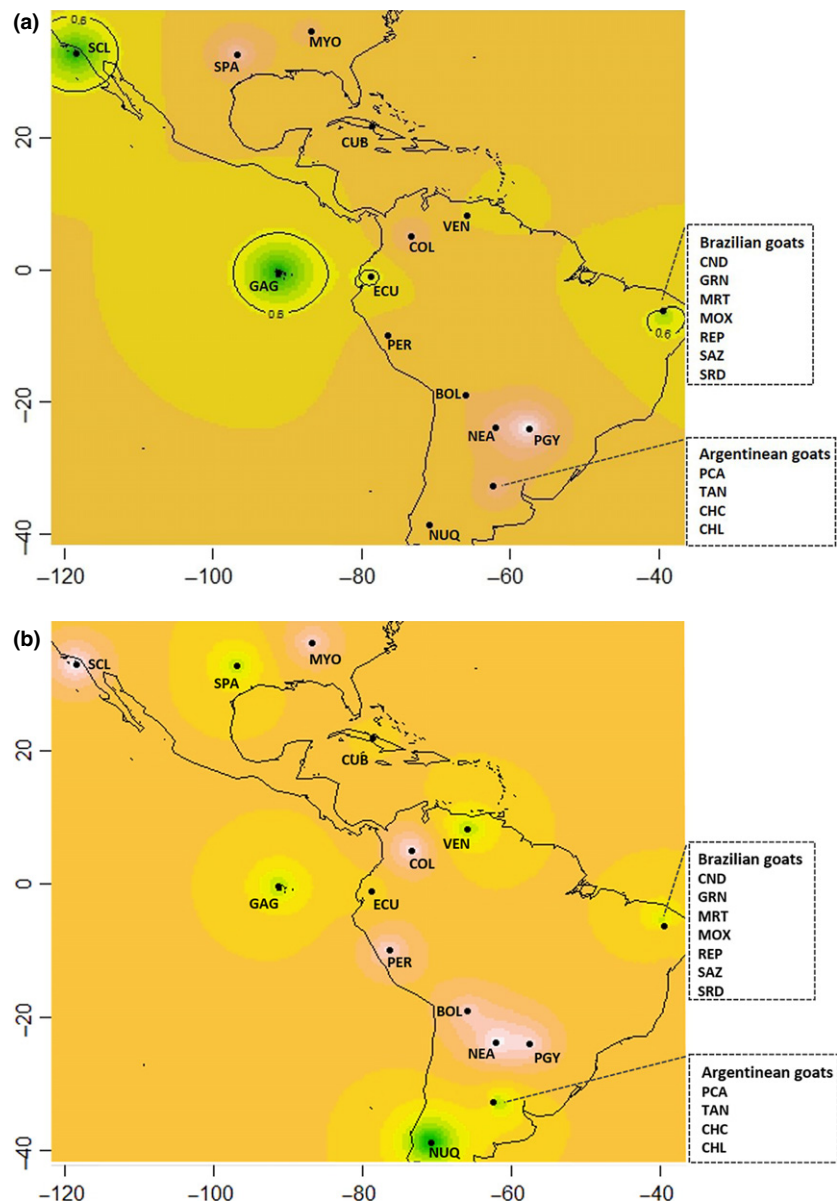 (a)
0.6
SCL
MYO
SPA
20
CUB
VEN
COL
0
GAG
0.6
ECU
0.6
PER
−20
BOL
NEA
PGY
−40
NUQ
−120
−100
−80
−60
−40
Brazilian goats
CND
GRN
MRT
MOX
REP
SAZ
SRD
Argentinean goats
PCA
TAN
CHC
CHL
(b)
SCL
MYO
SPA
20
CUB
VEN
COL
0
GAG
ECU
PER
−20
BOL
NEA
PGY
−40
NUQ
−120
−100
−80
−60
−40
Brazilian goats
CND
GRN
MRT
MOX
REP
SAZ
SRD
Argentinean goats
PCA
TAN
CHC
CHL